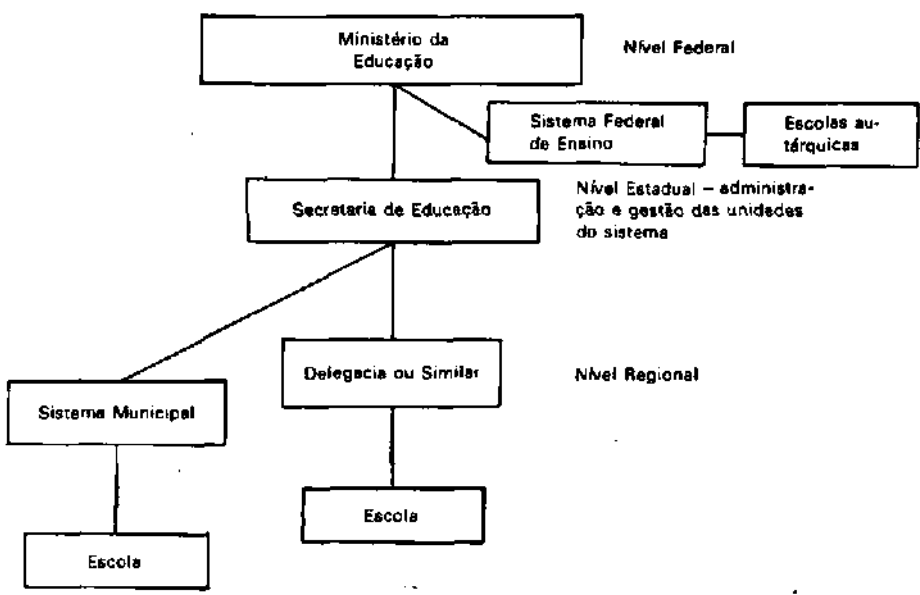 Ministério da
Educação
Nível Federal
Sistema Federal
de Ensino
Escolas au-
tárquicas
Secretaria de Educação
Nível Estadual – administra-
ção e gestão das unidades
do sistema
Delegacia ou Similar
Nível Regional
Sistema Municipal
Escola
Escola